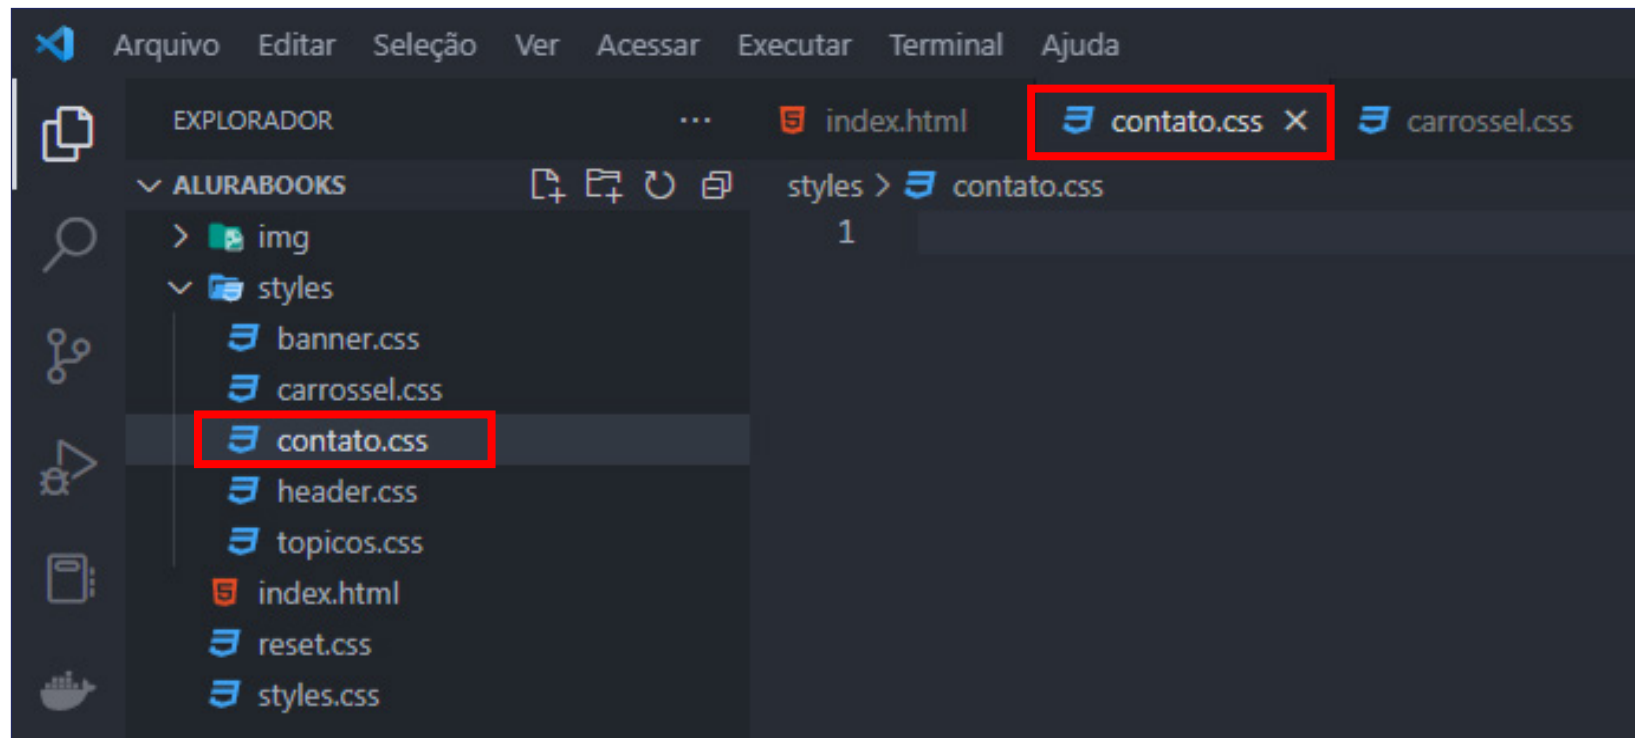 Arquivo Editar Seleção Ver Acessar Executar Terminal Ajuda
EXPLORADOR
index.html contato.css carrossel.css
ALURABOOKS
styles > contato.css
1
img
styles
banner.css
carrossel.css
contato.css
header.css
topicos.css
index.html
reset.css
styles.css